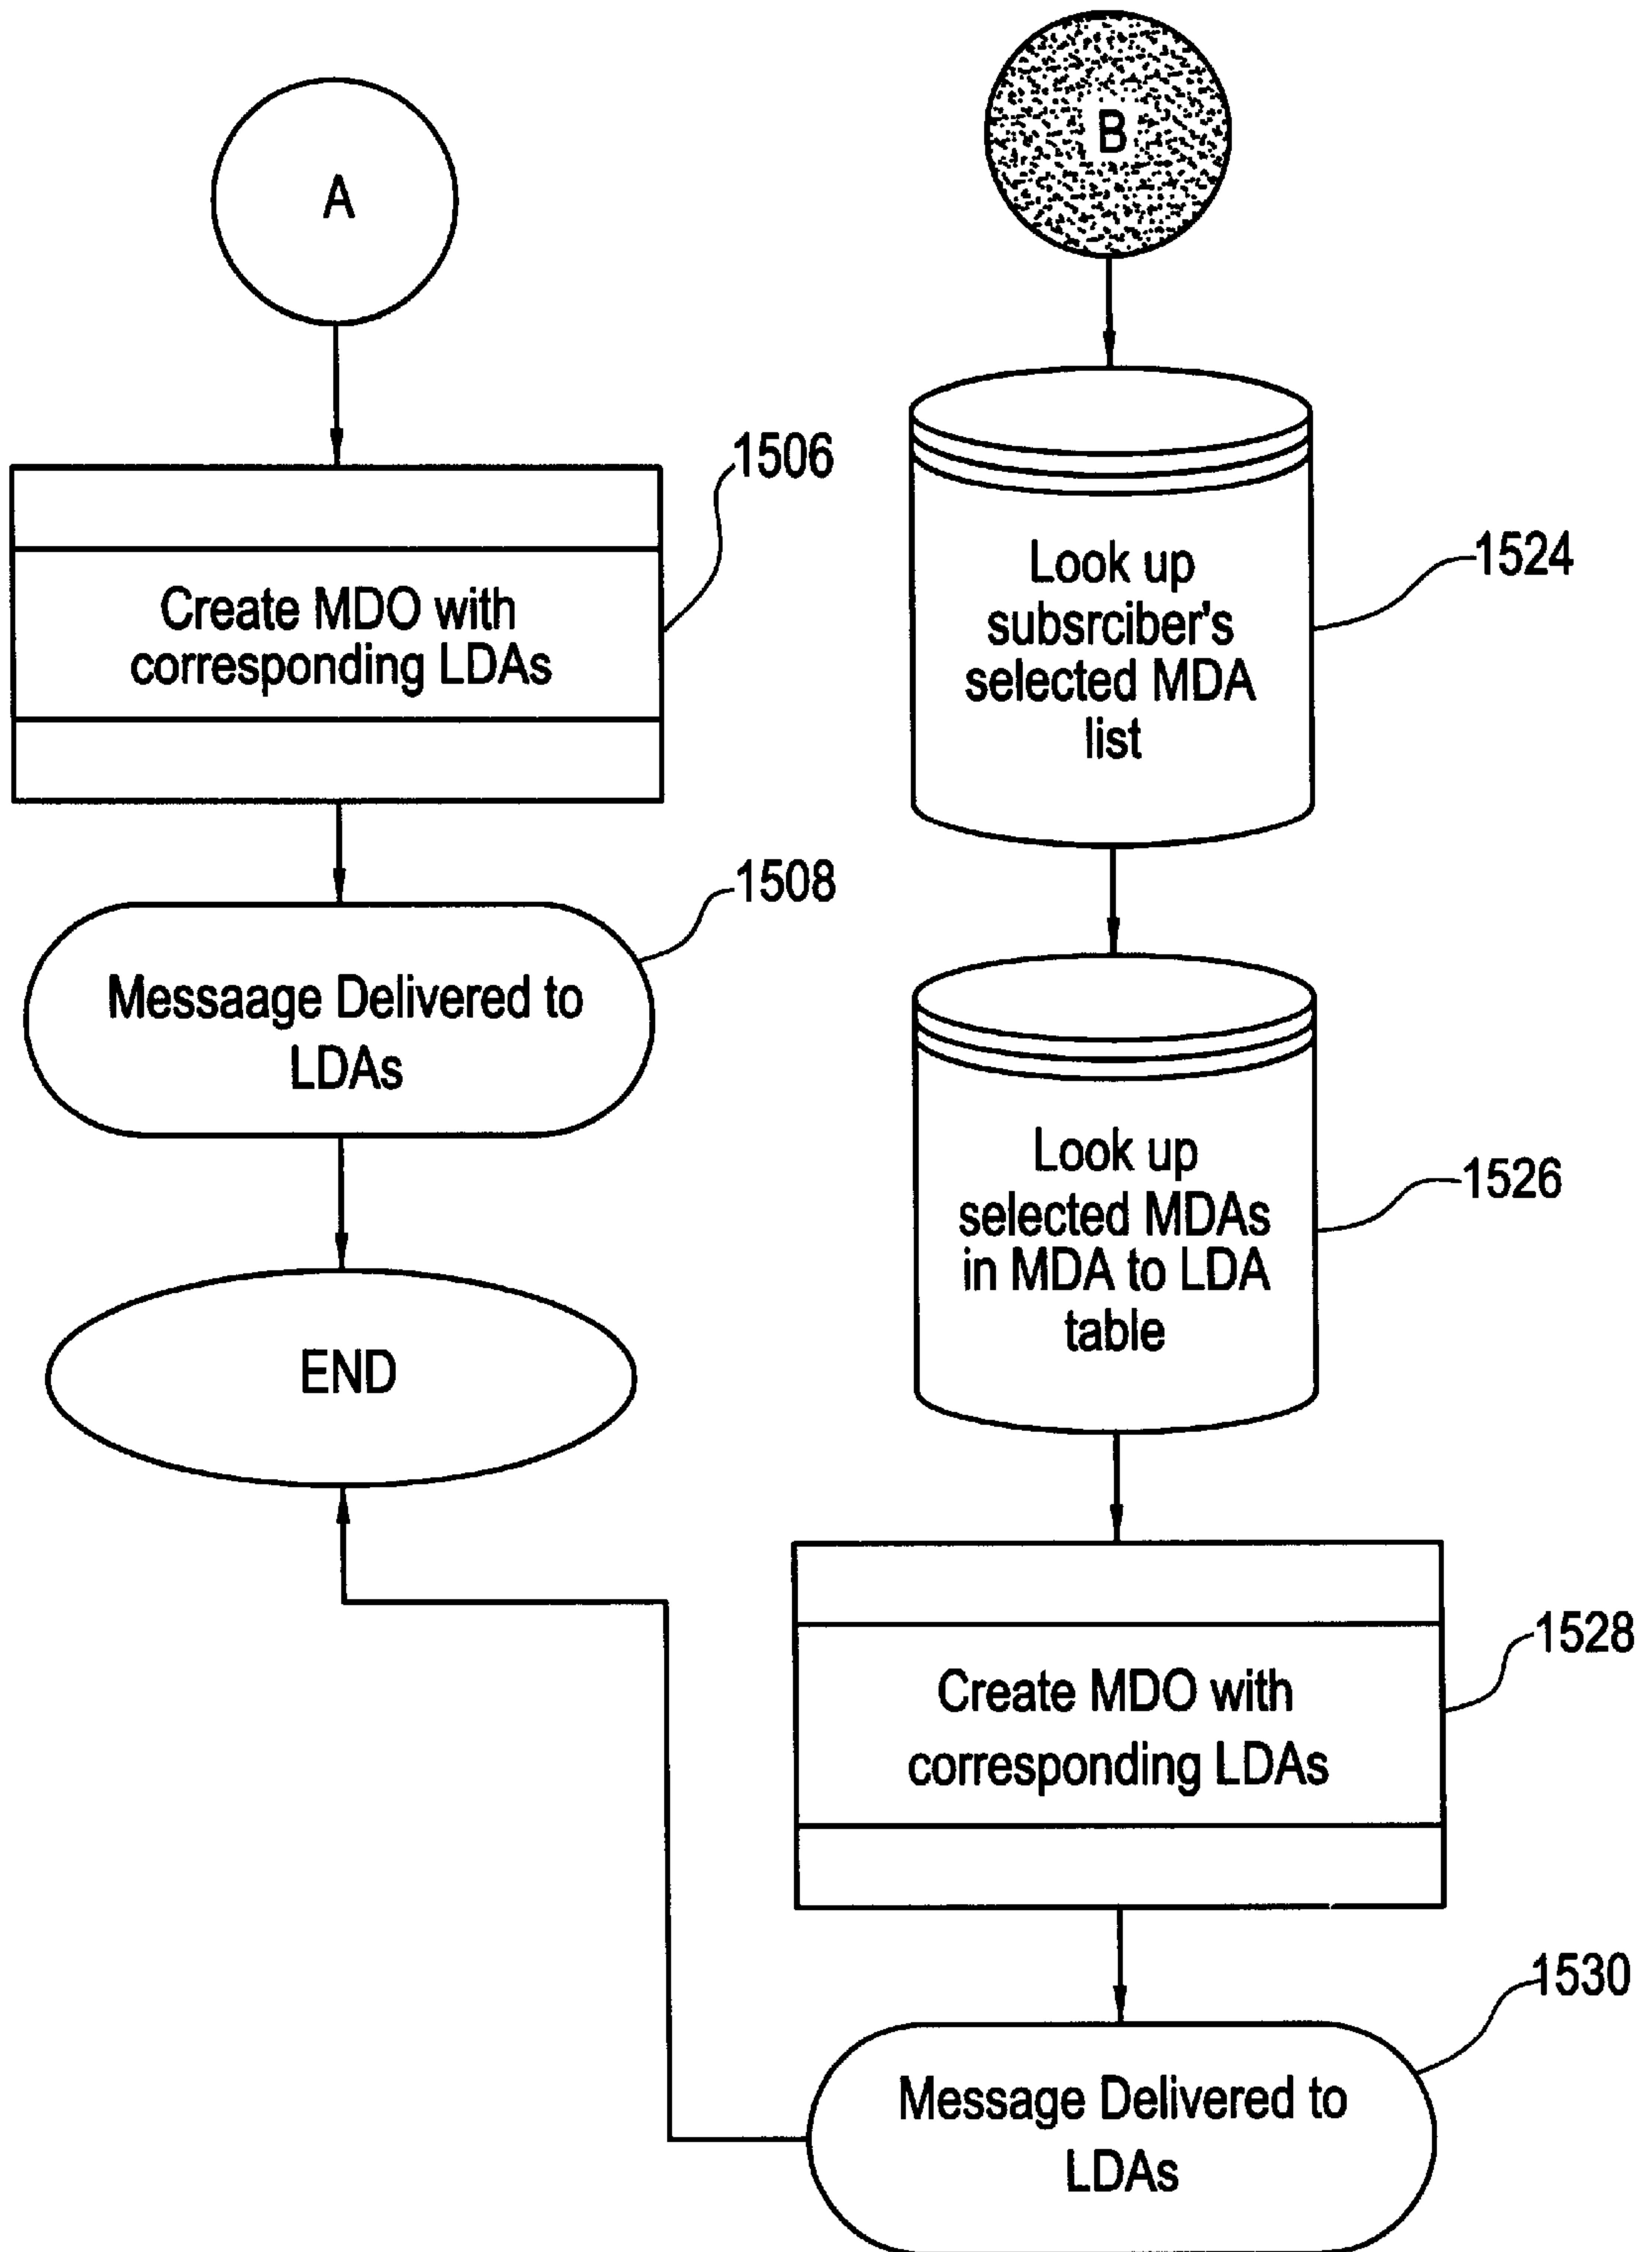 A
1506
Create MDO with
corresponding LDAs
1508
Messaage Delivered to
LDAs
END
B
1524
Look up
subsrciber's
selected MDA
list
1526
Look up
selected MDAs
in MDA to LDA
table
1528
Create MDO with
corresponding LDAs
1530
Message Delivered to
LDAs